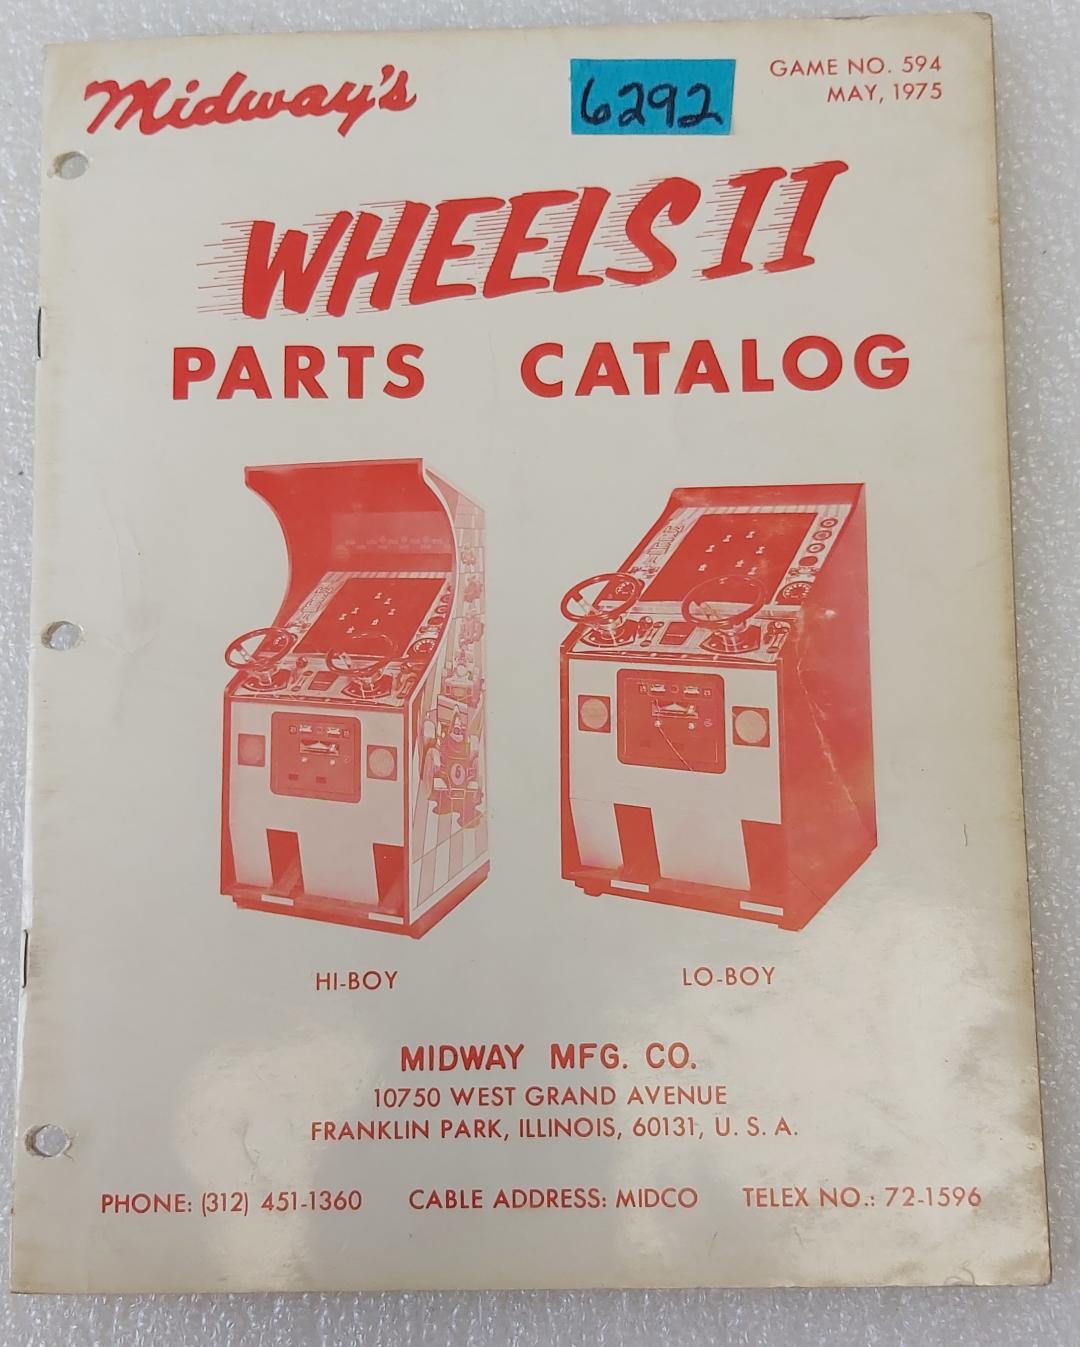 Midway's
6292
GAME NO. 594
MAY, 1975
WHEELS II
PARTS CATALOG
HI-BOY
LO-BOY
MIDWAY MFG. CO.
10750 WEST GRAND AVENUE
FRANKLIN PARK, ILLINOIS, 60131, U. S. A.
PHONE: (312) 451-1360 CABLE ADDRESS: MIDCO TELEX NO.: 72-1596